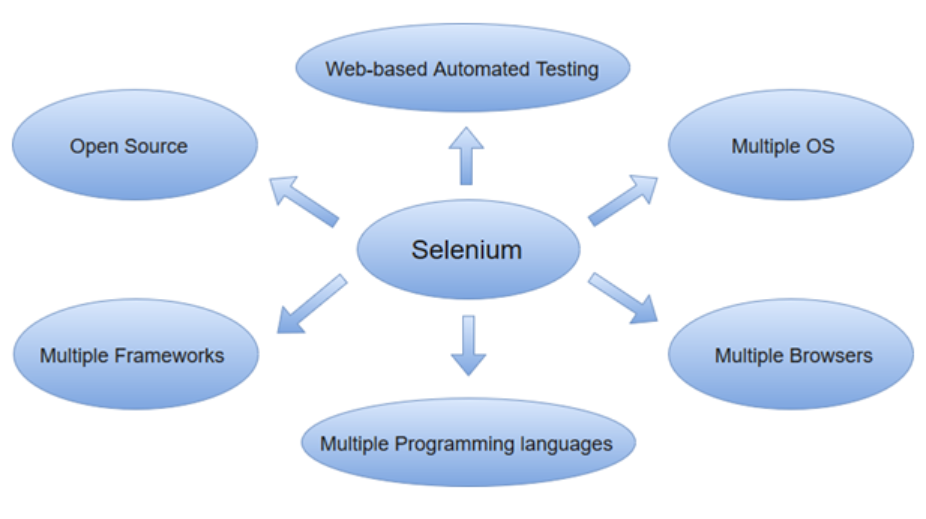 Web-based Automated Testing
Open Source
Multiple OS
Selenium
Multiple Frameworks
Multiple Browsers
Multiple Programming languages